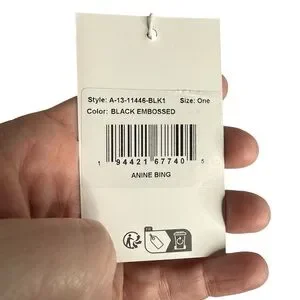 Style: A-13-11446-BLK1 Size: One
Color: BLACK EMBOSSED
1 94421 67740 5
ANINE BING